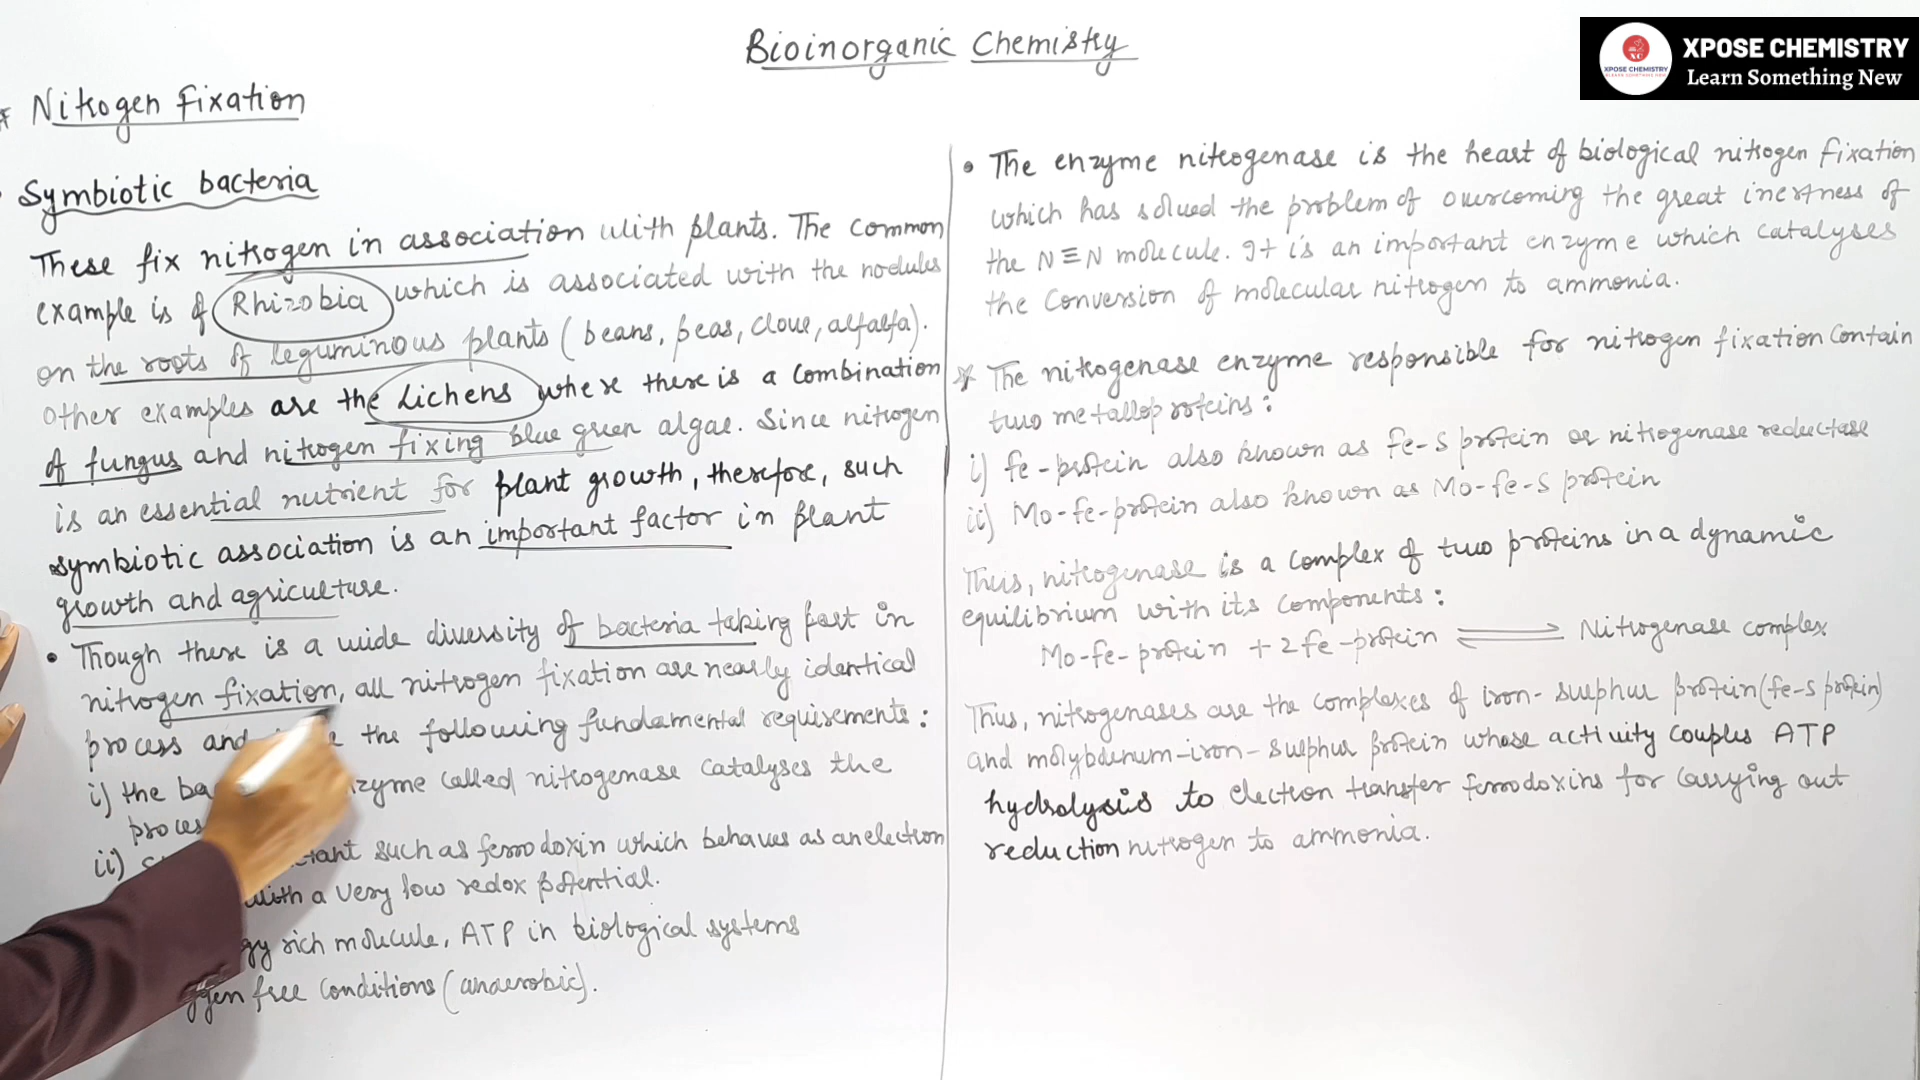 Bioinorganic Chemistry
XPOSE CHEMISTRY
Learn Something New
XPOSE CHEMISTRY
* Nitrogen fixation
Symbiotic bacteria
These fix nitrogen in association with plants. The common
example is of Rhizobia which is associated with the nodules
on the roots of leguminous plants (beans, peas, clove, alfalfa).
Other examples are the Lichens where there is a combination
of fungus and nitrogen fixing blue green algae. Since nitrogen
is an essential nutrient for plant growth, therefore, such
symbiotic association is an important factor in plant
growth and agriculture.
• Though there is a wide diversity of bacteria taking part in
nitrogen fixation, all nitrogen fixation are nearly identical
process and the following fundamental requirements:
i) the enzyme called nitrogenase catalyses the
proces
ii) such as ferrodoxin which behaves as an electron
with a very low redox potential.
rich molecule, ATP in biological systems
free conditions (anaerobic).
• The enzyme nitrogenase is the heart of biological nitrogen fixation
which has solved the problem of overcoming the great inertness of
the N≡N molecule. It is an important enzyme which catalyses
the conversion of molecular nitrogen to ammonia.
* The nitrogenase enzyme responsible for nitrogen fixation contain
two metalloproteins:
i) Fe-protein also known as Fe-S protein or nitrogenase reductase
ii) Mo-Fe-protein also known as Mo-Fe-S protein
Thus, nitrogenase is a complex of two proteins in a dynamic
equilibrium with its components:
Mo-Fe-protein + 2Fe-protein ⇌ Nitrogenase complex
Thus, nitrogenases are the complexes of iron-sulphur protein (Fe-S protein)
and molybdenum-iron-sulphur protein whose activity couples ATP
hydrolysis to electron transfer ferrodoxins for carrying out
reduction nitrogen to ammonia.